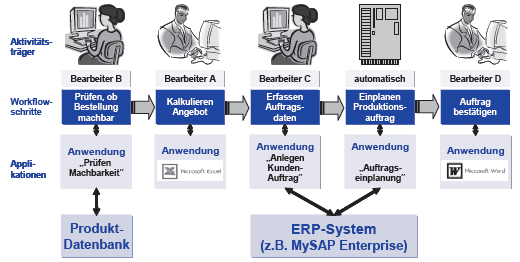 Aktivitäts-
träger
Bearbeiter B
Bearbeiter A
Bearbeiter C
automatisch
Bearbeiter D
Workflow-
schritte
Prüfen, ob
Bestellung
machbar
Kalkulieren
Angebot
Erfassen
Auftrags-
daten
Einplanen
Produktions-
auftrag
Auftrag
bestätigen
Appli-
kationen
Anwendung
„Prüfen
Machbarkeit"
Anwendung
Microsoft Excel
Anwendung
„Anlegen
Kunden-
Auftrag"
Anwendung
„Auftrags-
einplanung"
Anwendung
Microsoft Word
Produkt-
Datenbank
ERP-System
(z.B. MySAP Enterprise)